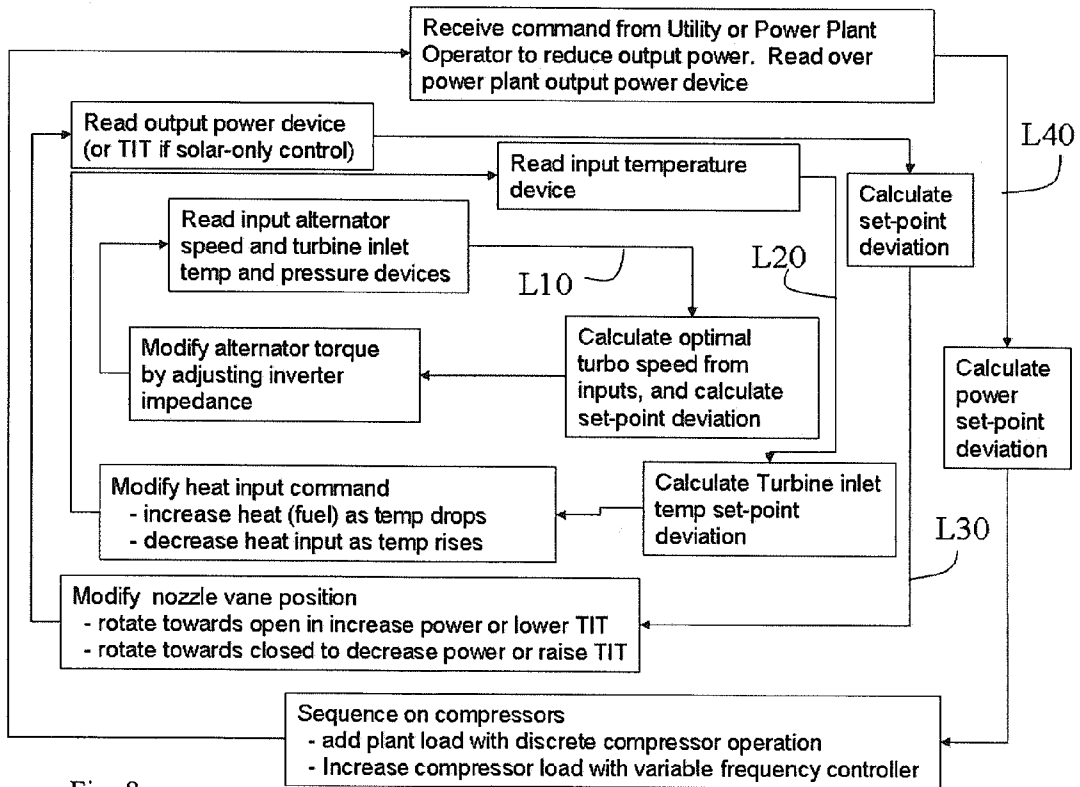 Receive command from Utility or Power Plant
Operator to reduce output power. Read over
power plant output power device
Read output power device
(or TIT if solar-only control)
L40
Read input temperature
device
Calculate
set-point
deviation
Read input alternator
speed and turbine inlet
temp and pressure devices
L10
L20
Modify alternator torque
by adjusting inverter
impedance
Calculate optimal
turbo speed from
inputs, and calculate
set-point deviation
Calculate
power
set-point
deviation
Modify heat input command
- increase heat (fuel) as temp drops
- decrease heat input as temp rises
Calculate Turbine inlet
temp set-point
deviation
L30
Modify nozzle vane position
- rotate towards open in increase power or lower TIT
- rotate towards closed to decrease power or raise TIT
Sequence on compressors
- add plant load with discrete compressor operation
- Increase compressor load with variable frequency controller